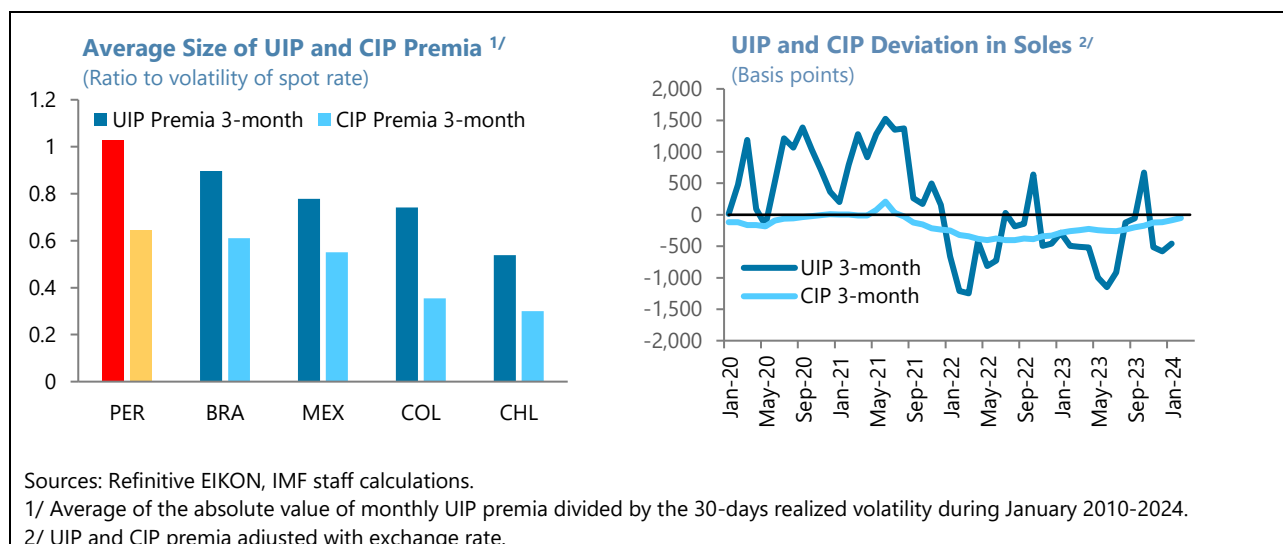 Average Size of UIP and CIP Premia 1/
(Ratio to volatility of spot rate)
UIP Premia 3-month
CIP Premia 3-month
1.2
1
0.8
0.6
0.4
0.2
0
PER
BRA
MEX
COL
CHL
UIP and CIP Deviation in Soles 2/
(Basis points)
2,000
1,500
1,000
500
0
-500
-1,000
-1,500
-2,000
UIP 3-month
CIP 3-month
Jan-20
May-20
Sep-20
Jan-21
May-21
Sep-21
Jan-22
May-22
Sep-22
Jan-23
May-23
Sep-23
Jan-24
Sources: Refinitive EIKON, IMF staff calculations.
1/ Average of the absolute value of monthly UIP premia divided by the 30-days realized volatility during January 2010-2024.
2/ UIP and CIP premia adjusted with exchange rate.